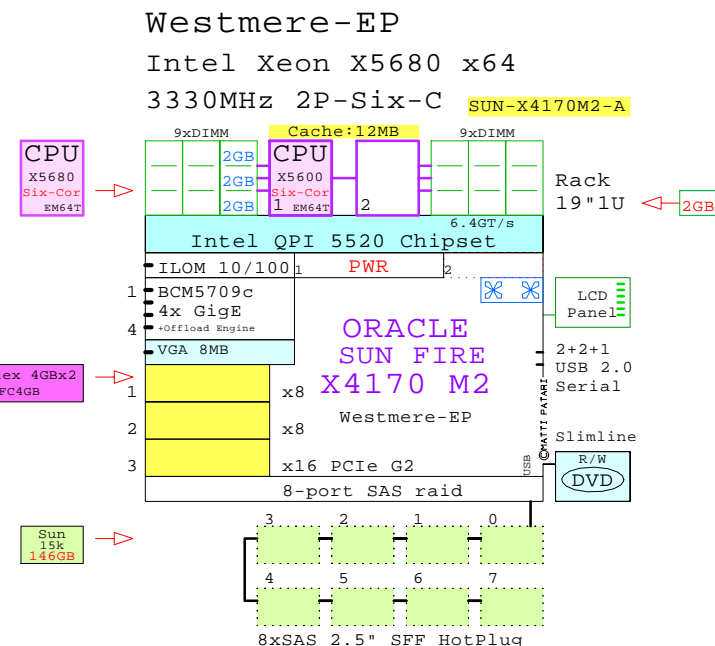 Westmere-EP
Intel Xeon X5680 x64
3330MHz 2P-Six-C SUN-X4170M2-A
9xDIMM Cache:12MB 9xDIMM
CPU
X5680
Six-Cor
EM64T
2GB
2GB
2GB
CPU
X5600
Six-Cor
1 EM64T
2
Rack
19"1U
2GB
6.4GT/s
Intel QPI 5520 Chipset
ILOM 10/100 1 PWR 2
1 BCM5709c
4x GigE
4 +Offload Engine
VGA 8MB
LCD
Panel
ORACLE
SUN FIRE
X4170 M2
Westmere-EP
2+2+1
USB 2.0
Serial
©MATTI PATARI
ex 4GBx2
FC4GB
1 x8
2 x8
3 x16 PCIe G2
USB
Slimline
R/W
DVD
8-port SAS raid
Sun
15k
146GB
3 2 1 0
4 5 6 7
8xSAS 2.5" SFF HotPlug